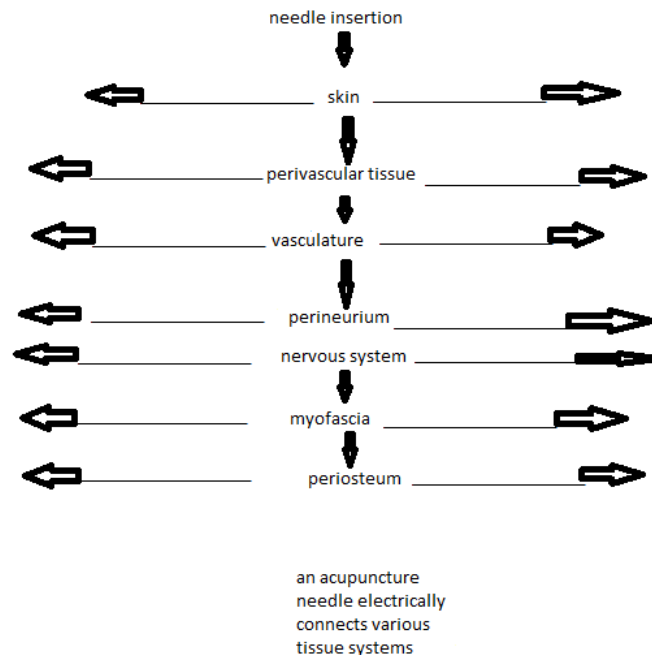 needle insertion
skin
perivascular tissue
vasculature
perineurium
nervous system
myofascia
periosteum
an acupuncture
needle electrically
connects various
tissue systems